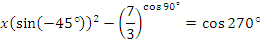 x(sin(−45°))² − (7/3)^cos 90° = cos 270°